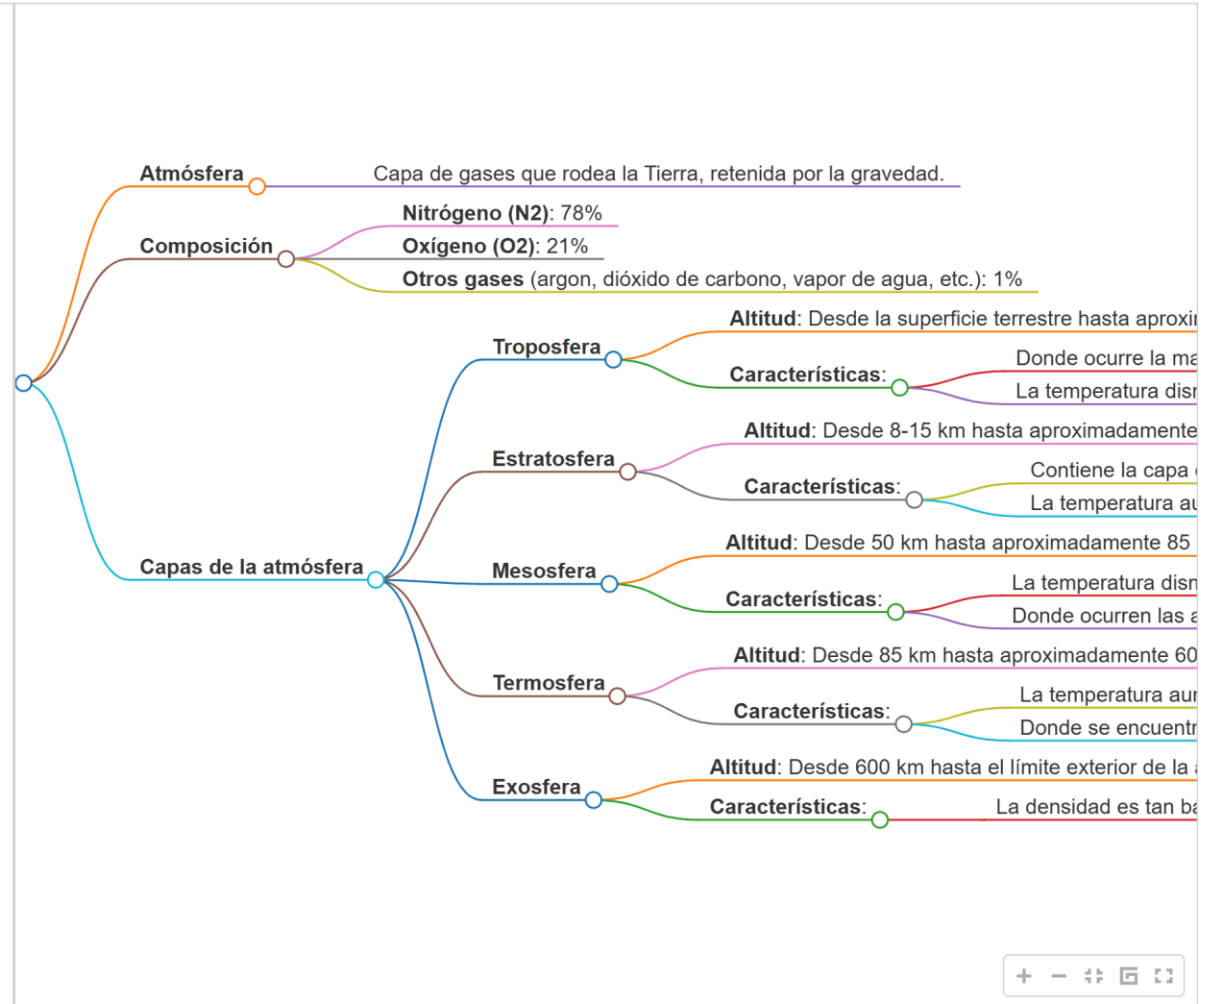 Atmósfera
Capa de gases que rodea la Tierra, retenida por la gravedad.
Composición
Nitrógeno (N2): 78%
Oxígeno (O2): 21%
Otros gases (argon, dióxido de carbono, vapor de agua, etc.): 1%
Capas de la atmósfera
Troposfera
Altitud: Desde la superficie terrestre hasta
Características:
Donde ocurre la
La temperatura
Estratosfera
Altitud: Desde 8-15 km hasta aproximadamente
Características:
Contiene la capa
La temperatura
Mesosfera
Altitud: Desde 50 km hasta aproximadamente 85
Características:
La temperatura
Donde ocurren las
Termosfera
Altitud: Desde 85 km hasta aproximadamente
Características:
La temperatura
Donde se
Exosfera
Altitud: Desde 600 km hasta el límite exterior de la
Características:
La densidad es tan